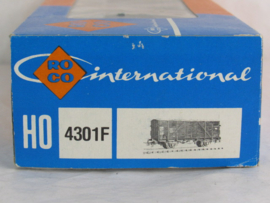 ROCO
international
HO
4301F